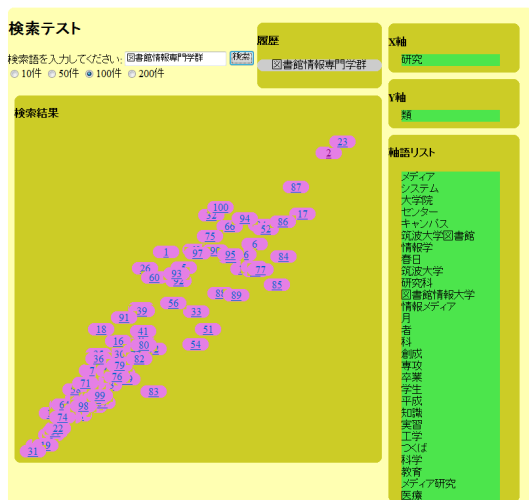 検索テスト
検索語を入力してください: 図書館情報専門学群 検索
10件 50件 100件 200件
履歴
図書館情報専門学群
検索結果
23
2
87
100
17
94
86
66
52
75
6
1
97
95
84
26
93
77
60
85
89
56
39
33
91
18
41
51
16
80
54
36
82
79
7
76
71
83
99
6
98
74
22
31
X軸
研究
Y軸
類
軸語リスト
メディア
システム
大学院
センター
キャンパス
筑波大学図書館
情報学
春日
筑波大学
研究科
図書館情報大学
情報メディア
月
者
科
創成
専攻
卒業
学生
平成
知識
実習
工学
つくば
科学
教育
メディア研究
医療